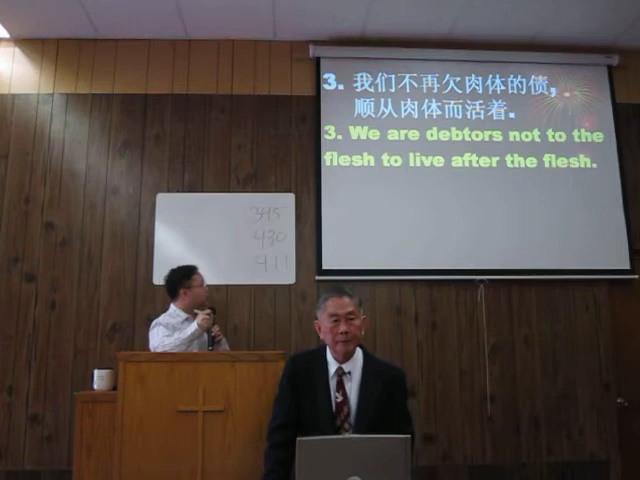 3. 我们不再欠肉体的债,
顺从肉体而活着.
3. We are debtors not to the
flesh to live after the flesh.
345
430
411